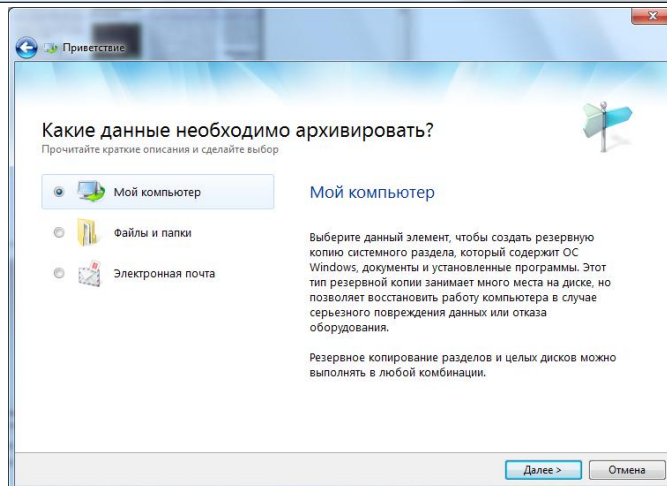 Приветствие
Какие данные необходимо архивировать?
Прочитайте краткие описания и сделайте выбор
Мой компьютер
Файлы и папки
Электронная почта
Мой компьютер
Выберите данный элемент, чтобы создать резервную
копию системного раздела, который содержит ОС
Windows, документы и установленные программы. Этот
тип резервной копии занимает много места на диске, но
позволяет восстановить работу компьютера в случае
серьезного повреждения данных или отказа
оборудования.
Резервное копирование разделов и целых дисков можно
выполнять в любой комбинации.
Далее >
Отмена